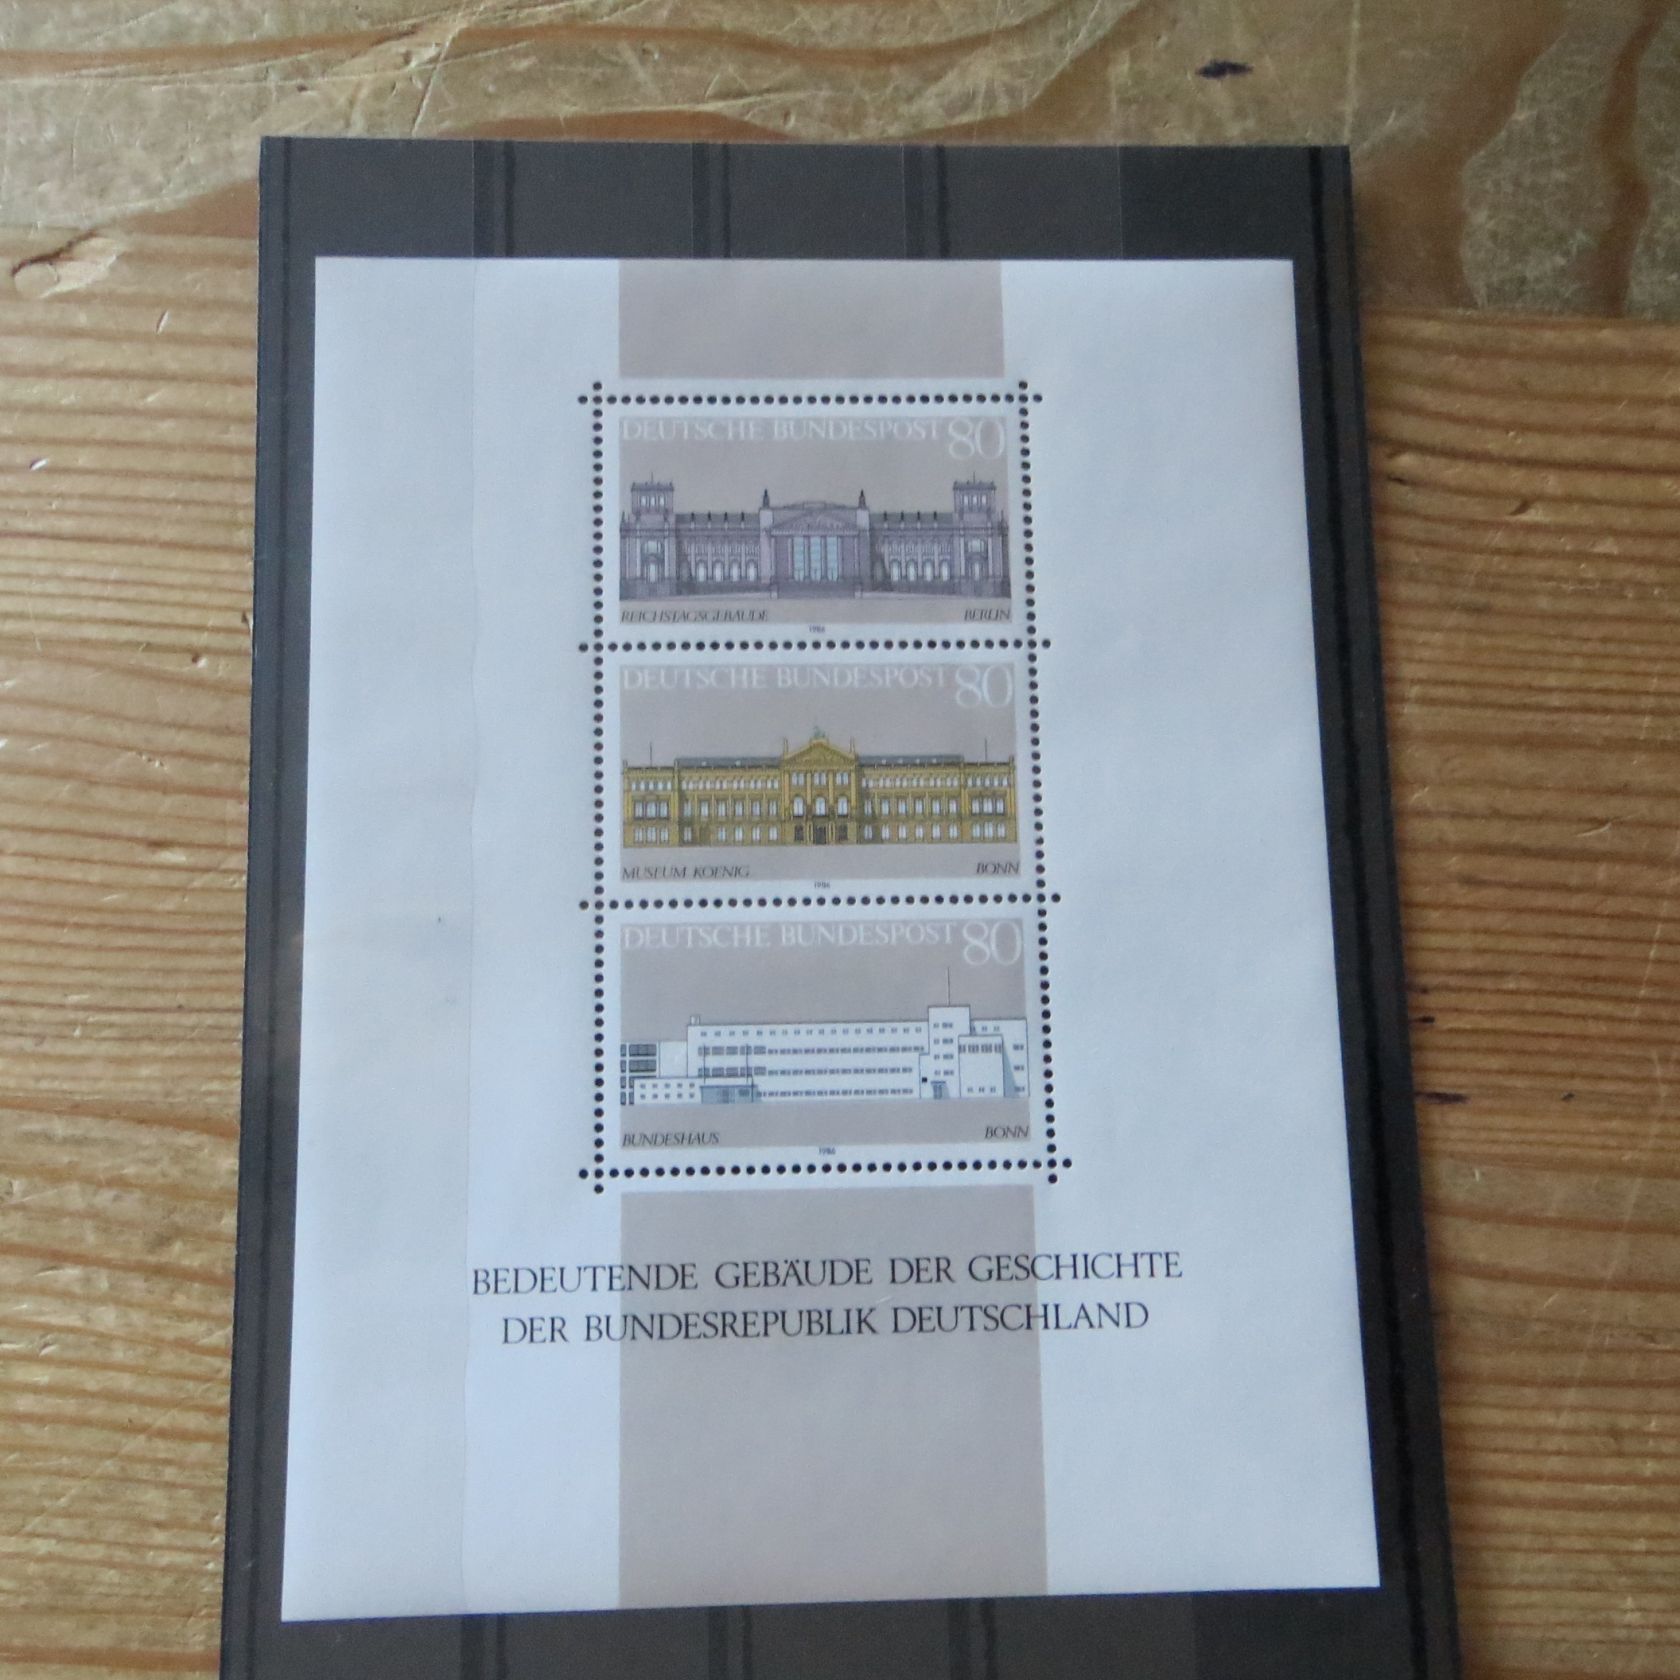 DEUTSCHE BUNDESPOST 80
REICHSTAGSGEBÄUDE BERLIN
1986
DEUTSCHE BUNDESPOST 80
MUSEUM KOENIG BONN
1986
DEUTSCHE BUNDESPOST 80
BUNDESHAUS BONN
1986
BEDEUTENDE GEBÄUDE DER GESCHICHTE
DER BUNDESREPUBLIK DEUTSCHLAND